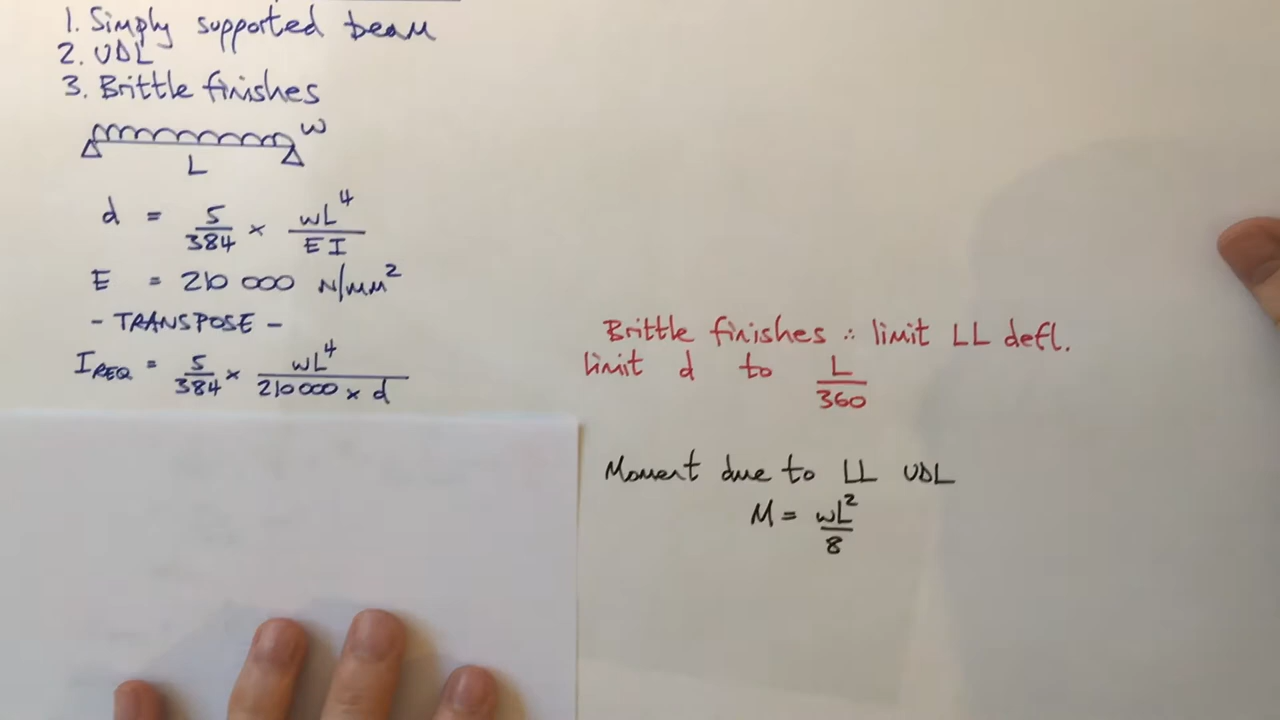 1. Simply supported beam
2. UDL
3. Brittle finishes
w
L
d = 5/384 × wL⁴/EI
E = 210 000 N/mm²
- TRANSPOSE -
I_REQ = 5/384 × wL⁴/(210000 × d)
Brittle finishes ∴ limit LL defl.
limit d to L/360
Moment due to LL UDL
M = wL²/8